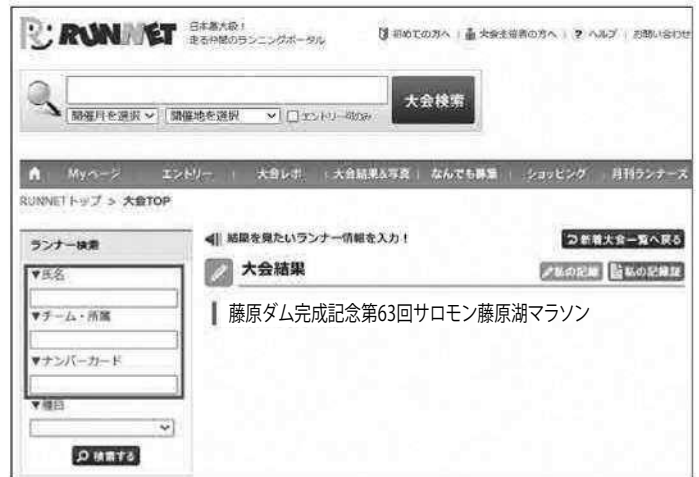 RUNNET
日本最大級！
走る仲間のランニングポータル
初めての方へ
大会主催者の方へ
? ヘルプ
お問い合わせ
開催月を選択
開催地を選択
エントリー可のみ
大会検索
Myページ
エントリー
大会レポ
大会結果&写真
なんでも募集
ショッピング
月刊ランナーズ
RUNNETトップ > 大会TOP
ランナー検索
▼氏名
▼チーム・所属
▼ナンバーカード
▼種目
検索する
結果を見たいランナー情報を入力！
新着大会一覧へ戻る
大会結果
私の記録
私の記録証
藤原ダム完成記念第63回サロモン藤原湖マラソン